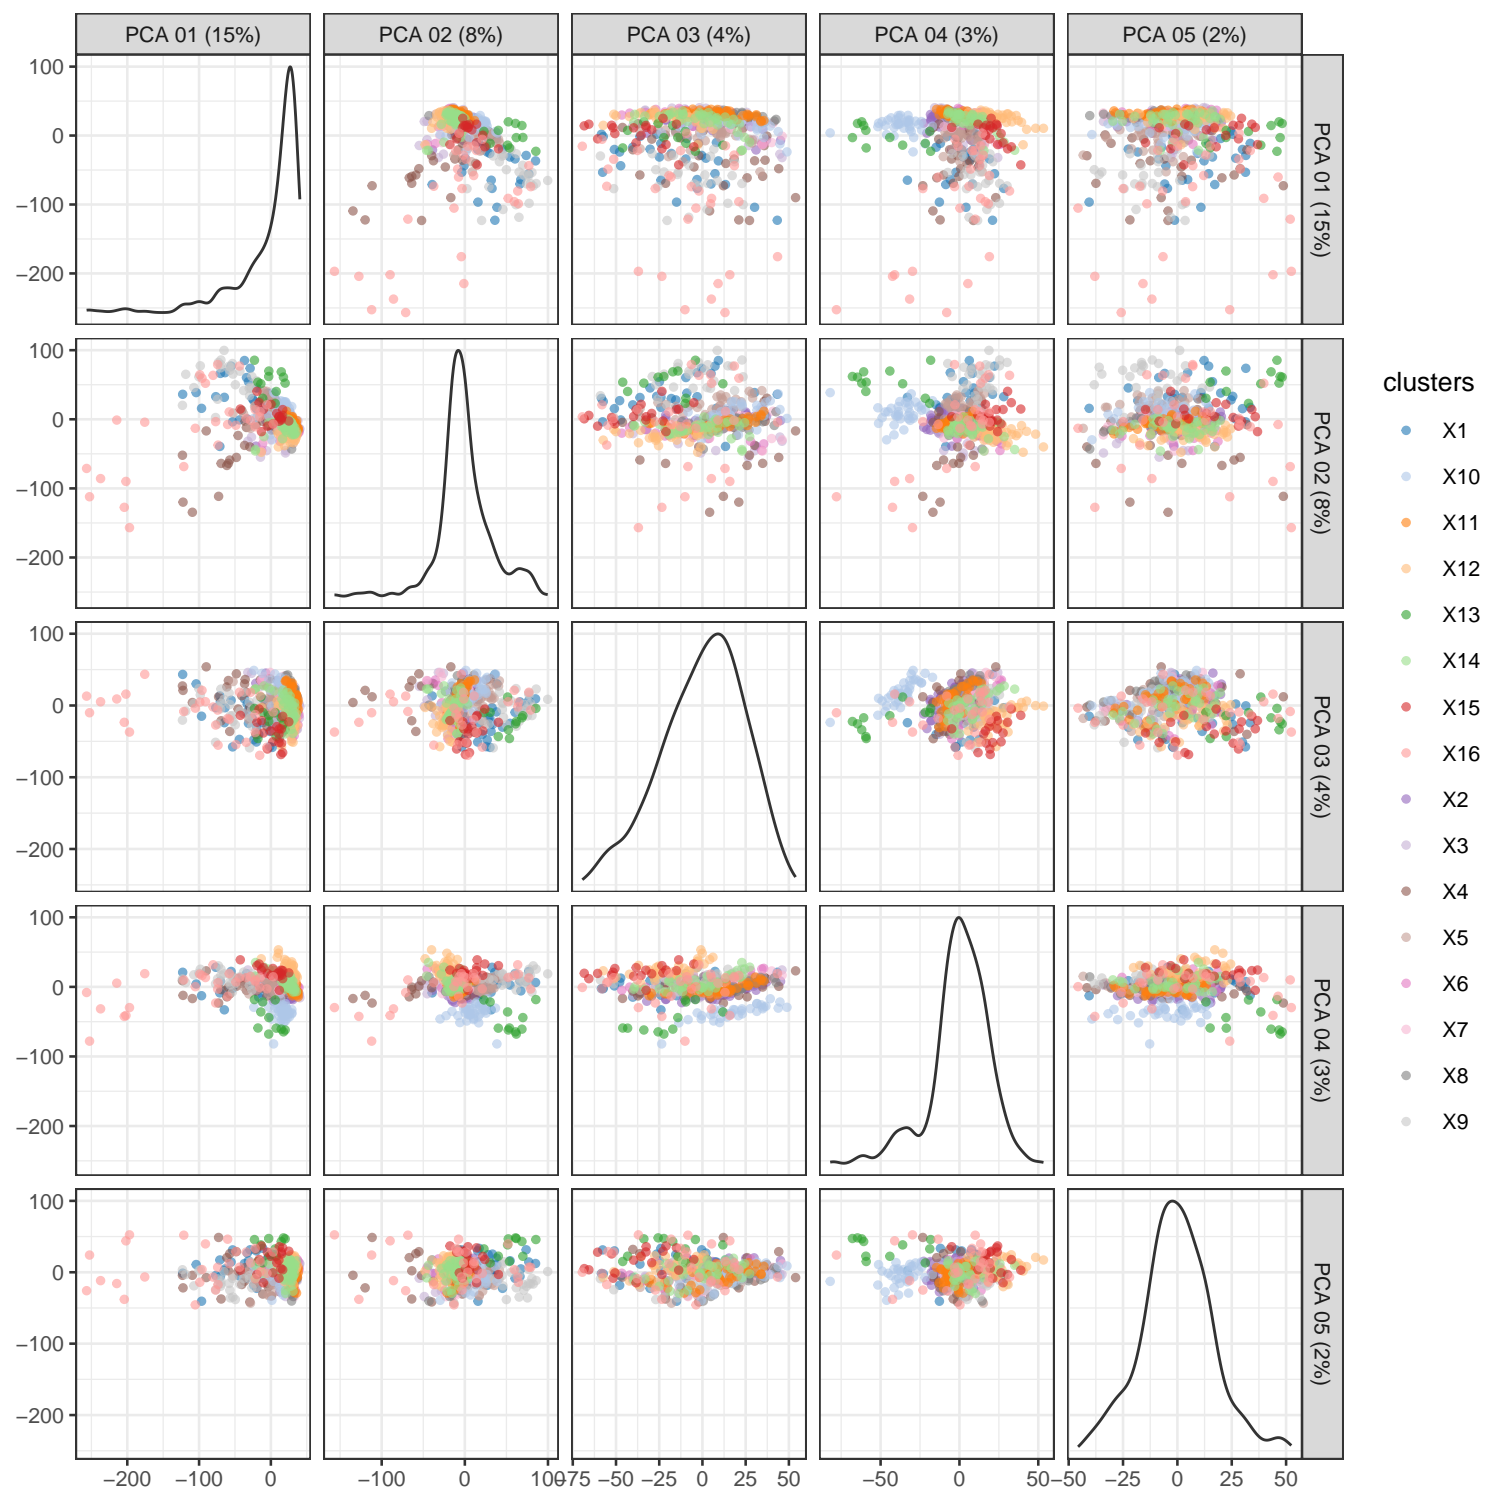 PCA 01 (15%) PCA 02 (8%) PCA 03 (4%) PCA 04 (3%) PCA 05 (2%)
100
0
−100
−200
PCA 01 (15%)
100
0
−100
−200
PCA 02 (8%)
100
0
−100
−200
PCA 03 (4%)
100
0
−100
−200
PCA 04 (3%)
100
0
−100
−200
PCA 05 (2%)
−200 −100 0 −100 0 100 −75 −50 −25 0 25 50 −50 0 50 −50 −25 0 25 50
clusters
X1
X10
X11
X12
X13
X14
X15
X16
X2
X3
X4
X5
X6
X7
X8
X9